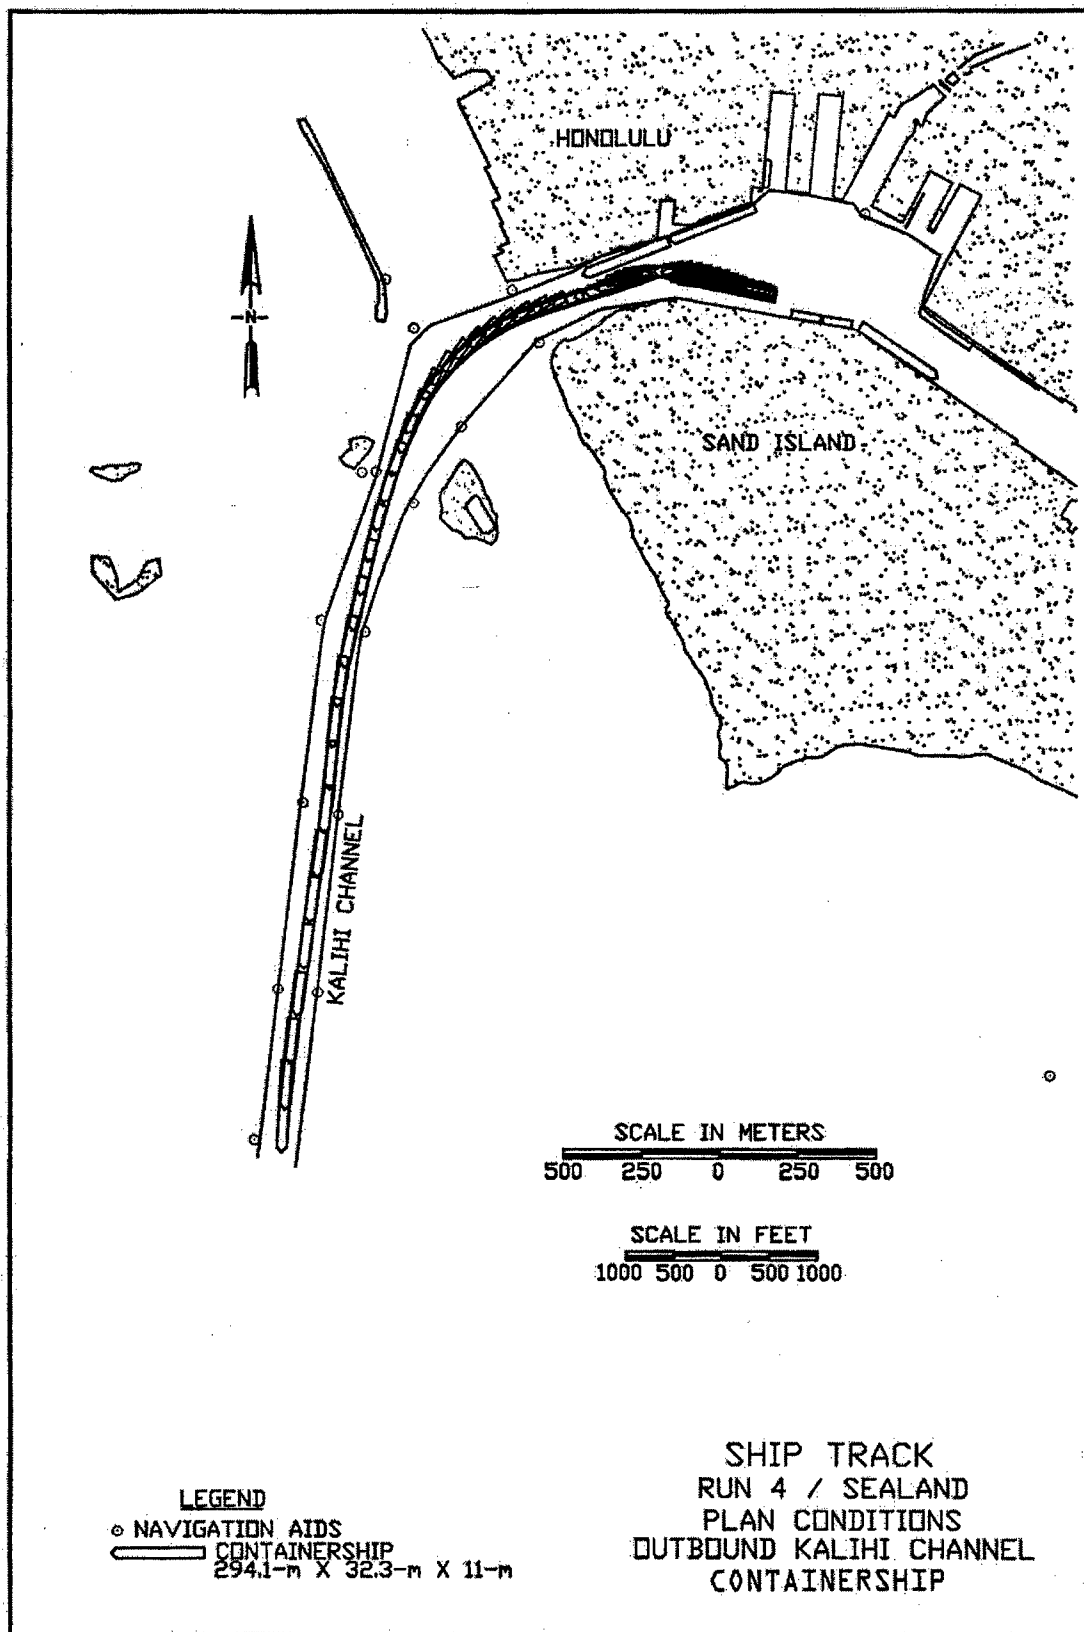 HONOLULU
N
SAND ISLAND
KALIHI CHANNEL
SCALE IN METERS
500 250 0 250 500
SCALE IN FEET
1000 500 0 500 1000
SHIP TRACK
RUN 4 / SEALAND
PLAN CONDITIONS
OUTBOUND KALIHI CHANNEL
CONTAINERSHIP
LEGEND
NAVIGATION AIDS
CONTAINERSHIP
294.1-m X 32.3-m X 11-m